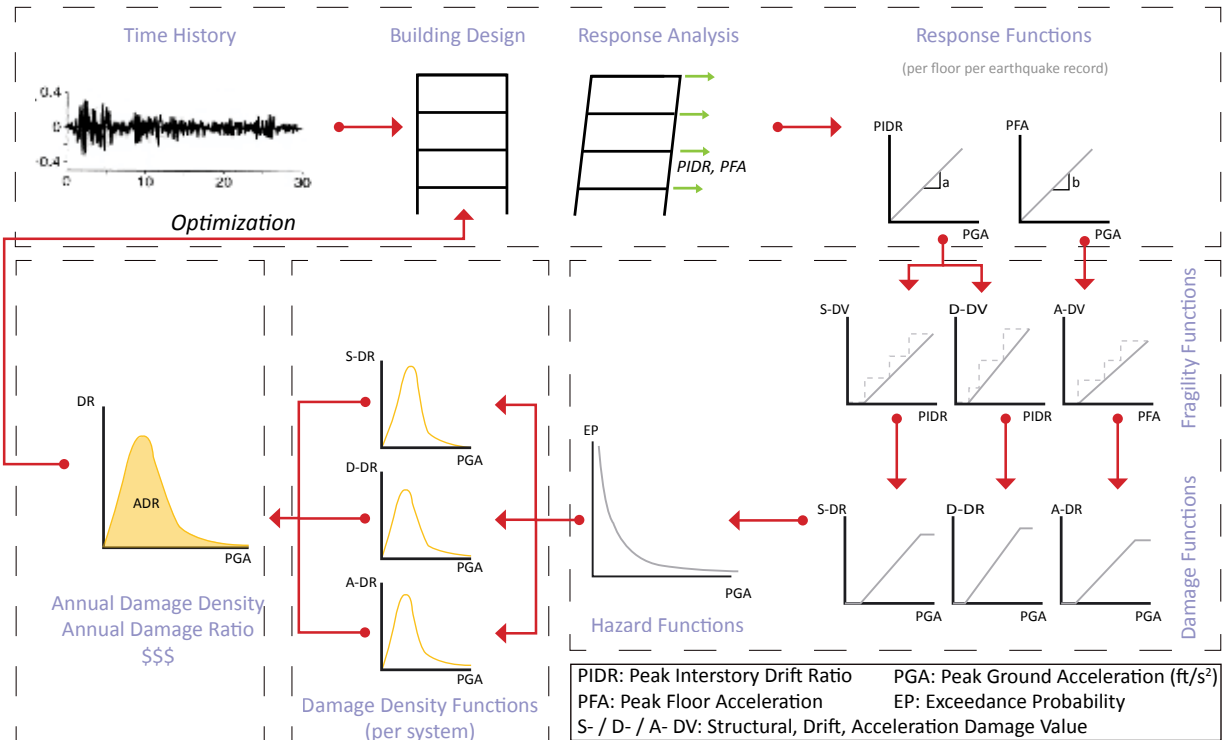 Time History
Building Design
Response Analysis
Response Functions
(per floor per earthquake record)
0.4
0
-0.4
0
10
20
30
PIDR, PFA
PIDR
a
PGA
PFA
b
PGA
Optimization
S-DV
PIDR
D-DV
PIDR
A-DV
PFA
Fragility Functions
S-DR
PGA
D-DR
PGA
A-DR
PGA
Damage Functions
EP
PGA
Hazard Functions
S-DR
PGA
D-DR
PGA
A-DR
PGA
Damage Density Functions
(per system)
DR
ADR
PGA
Annual Damage Density
Annual Damage Ratio
$$$
PIDR: Peak Interstory Drift Ratio
PGA: Peak Ground Acceleration (ft/s²)
PFA: Peak Floor Acceleration
EP: Exceedance Probability
S- / D- / A- DV: Structural, Drift, Acceleration Damage Value